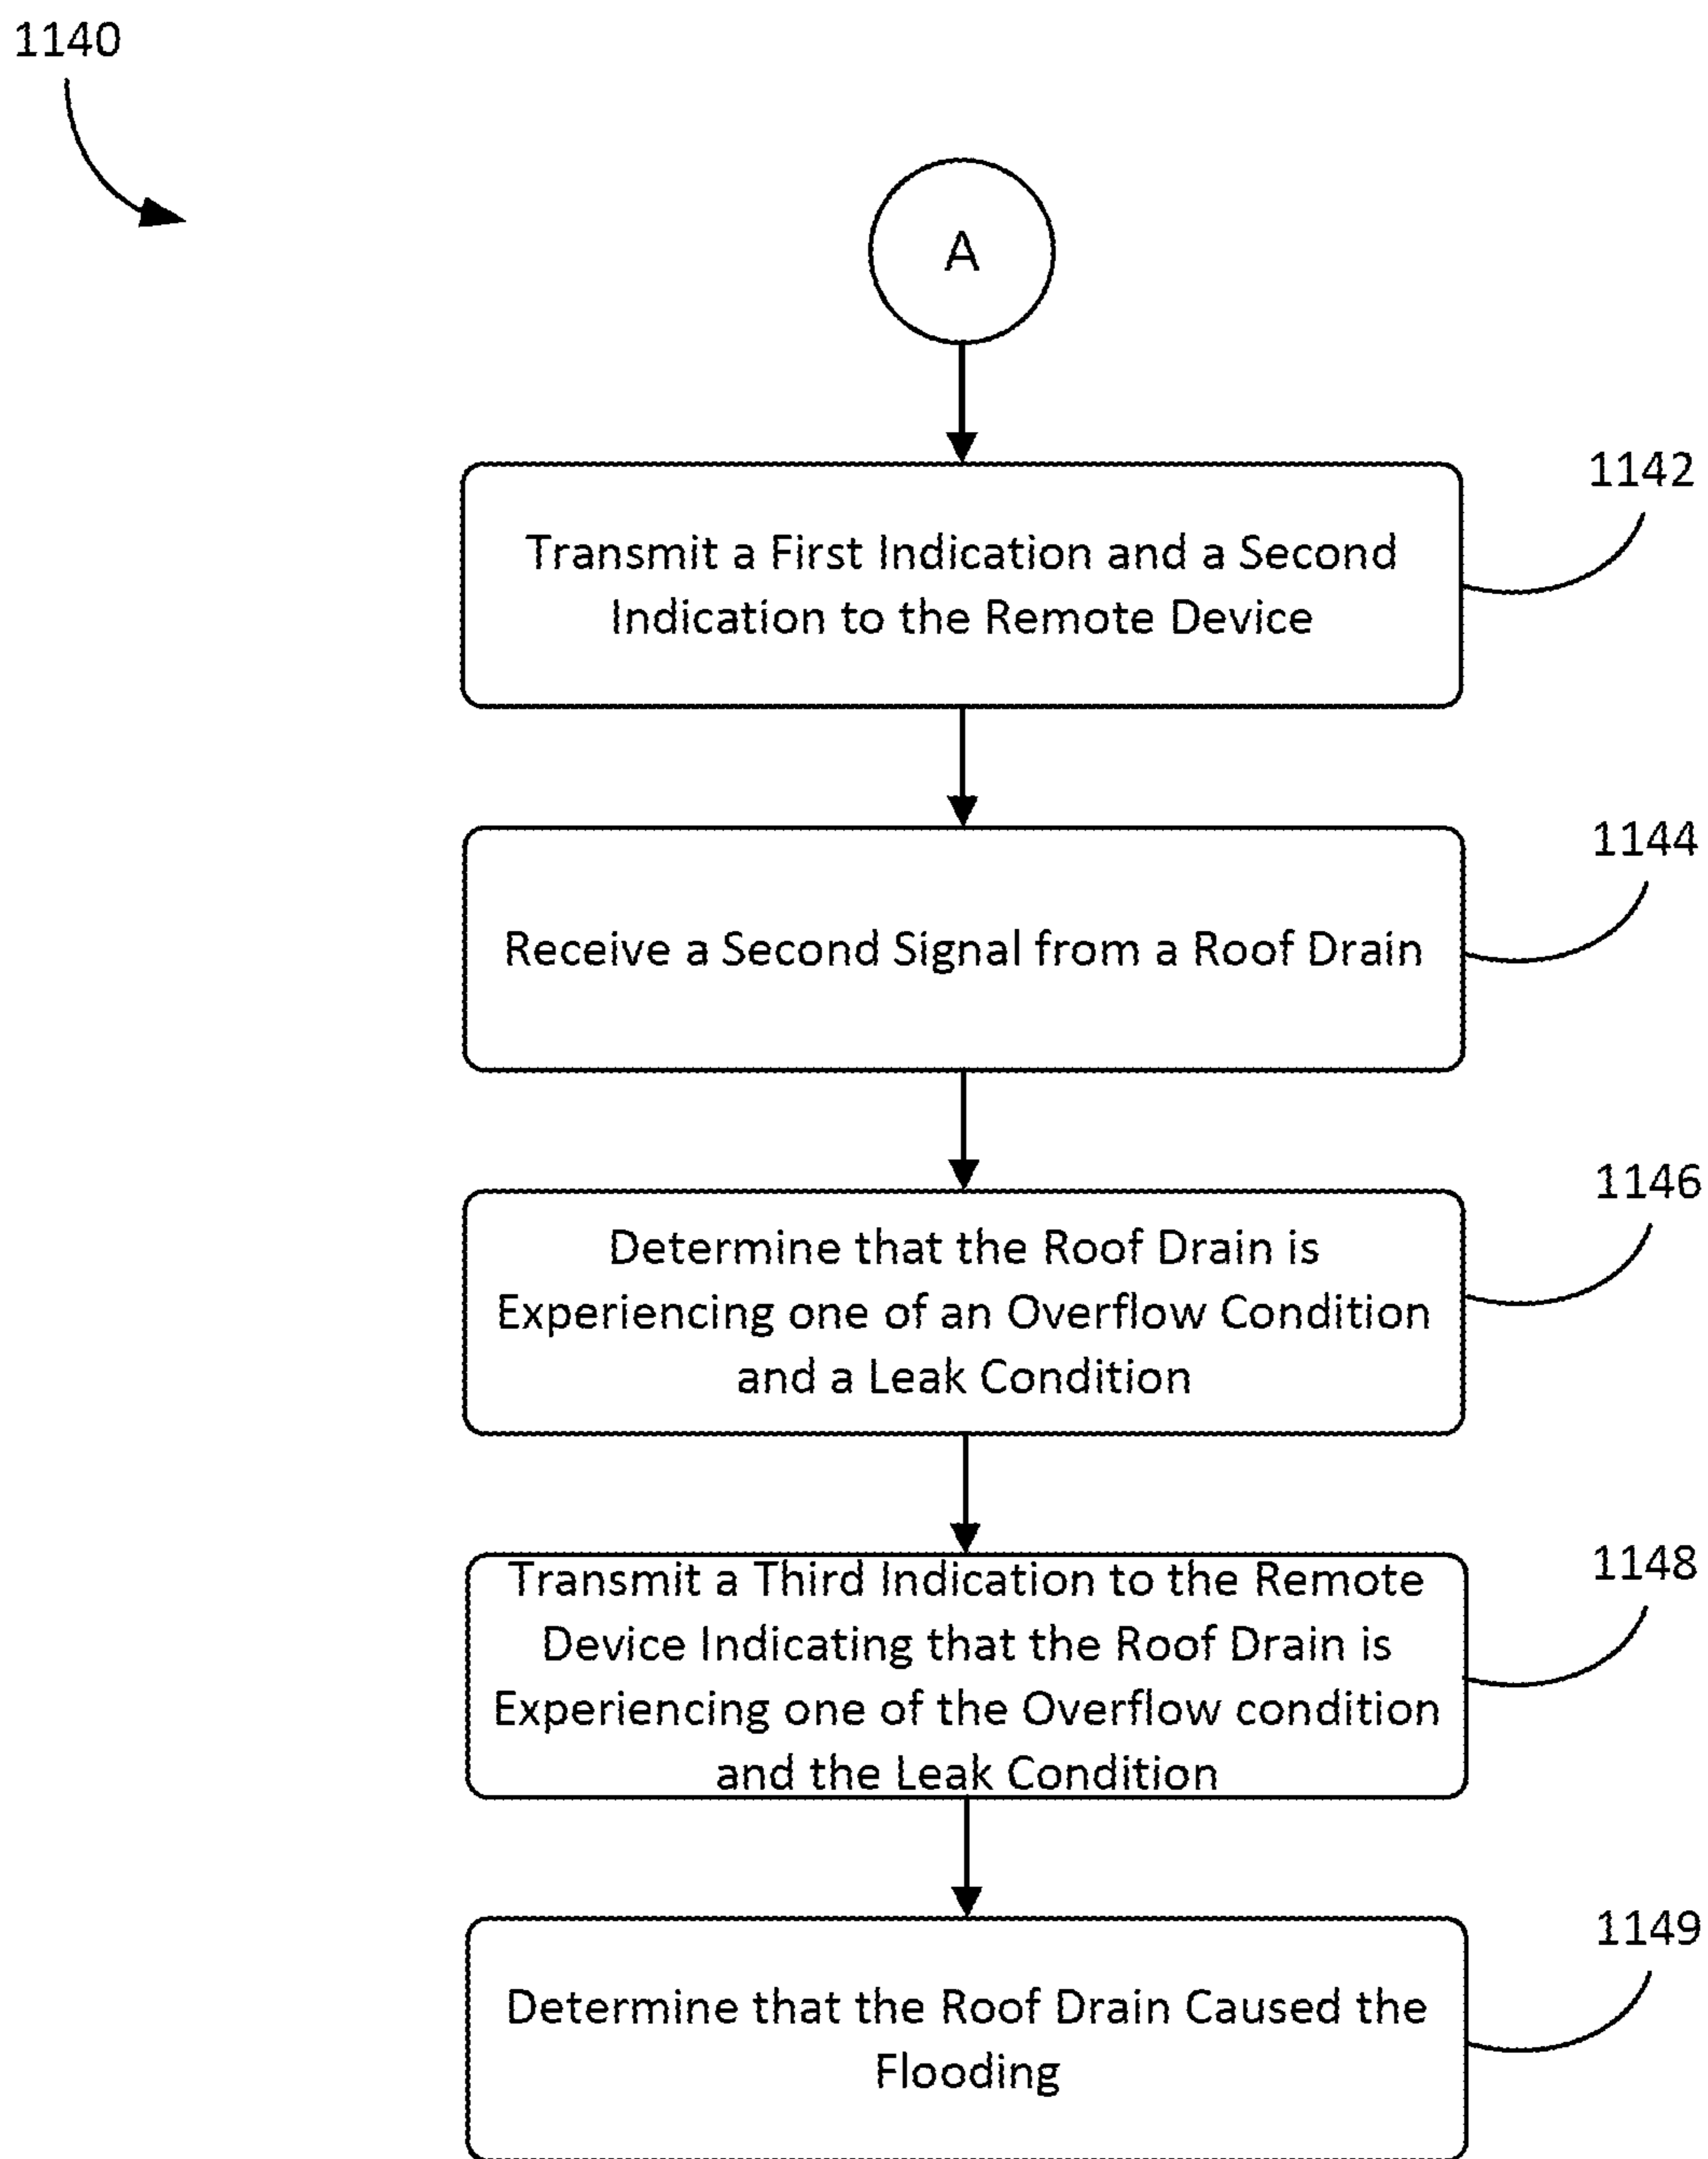 1140
A
1142
Transmit a First Indication and a Second
Indication to the Remote Device
1144
Receive a Second Signal from a Roof Drain
1146
Determine that the Roof Drain is
Experiencing one of an Overflow Condition
and a Leak Condition
1148
Transmit a Third Indication to the Remote
Device Indicating that the Roof Drain is
Experiencing one of the Overflow condition
and the Leak Condition
1149
Determine that the Roof Drain Caused the
Flooding